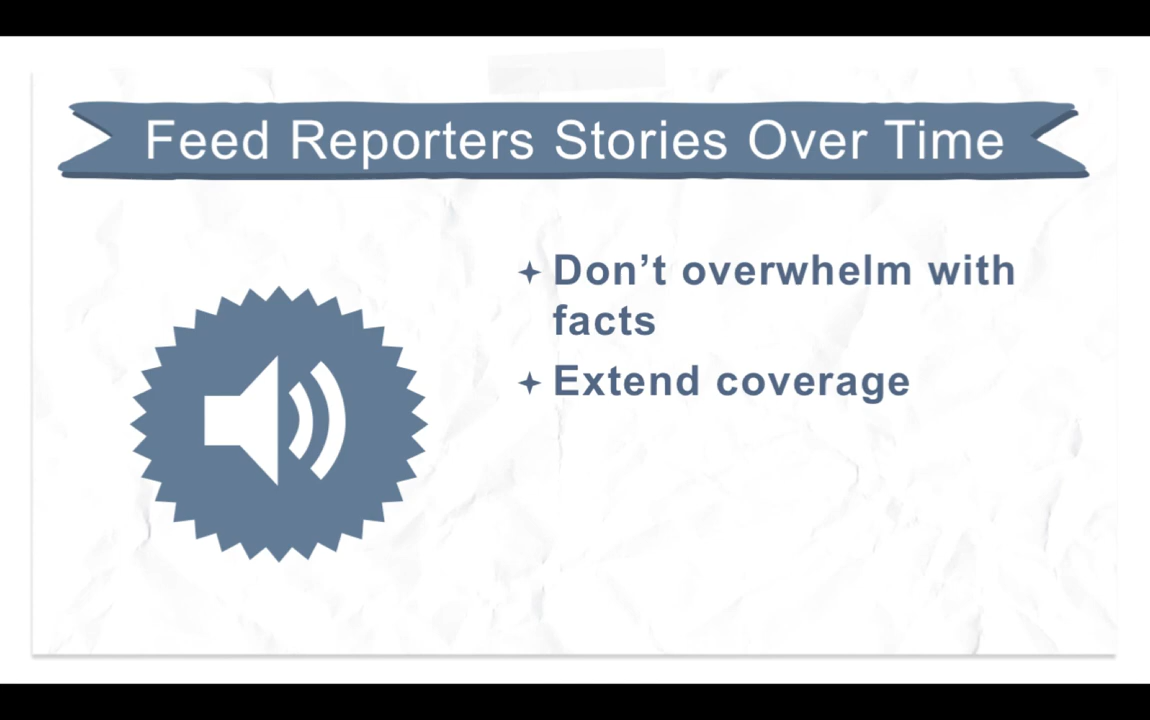 Feed Reporters Stories Over Time
Don’t overwhelm with
facts
Extend coverage